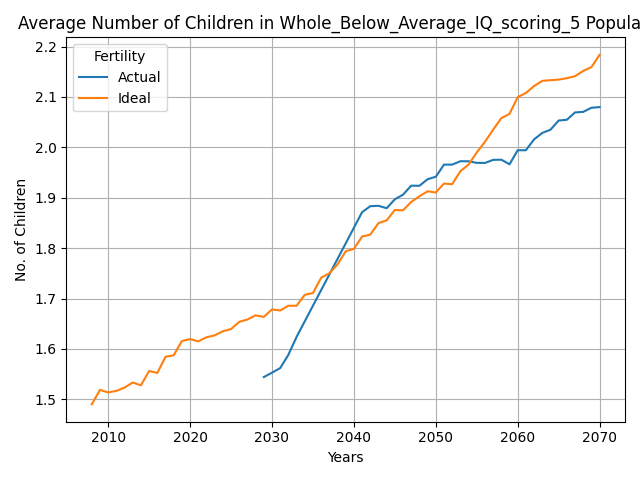 Average Number of Children in Whole_Below_Average_IQ_scoring_5 Popula
Fertility
Actual
Ideal
2.2
2.1
2.0
1.9
1.8
1.7
1.6
1.5
No. of Children
2010 2020 2030 2040 2050 2060 2070
Years